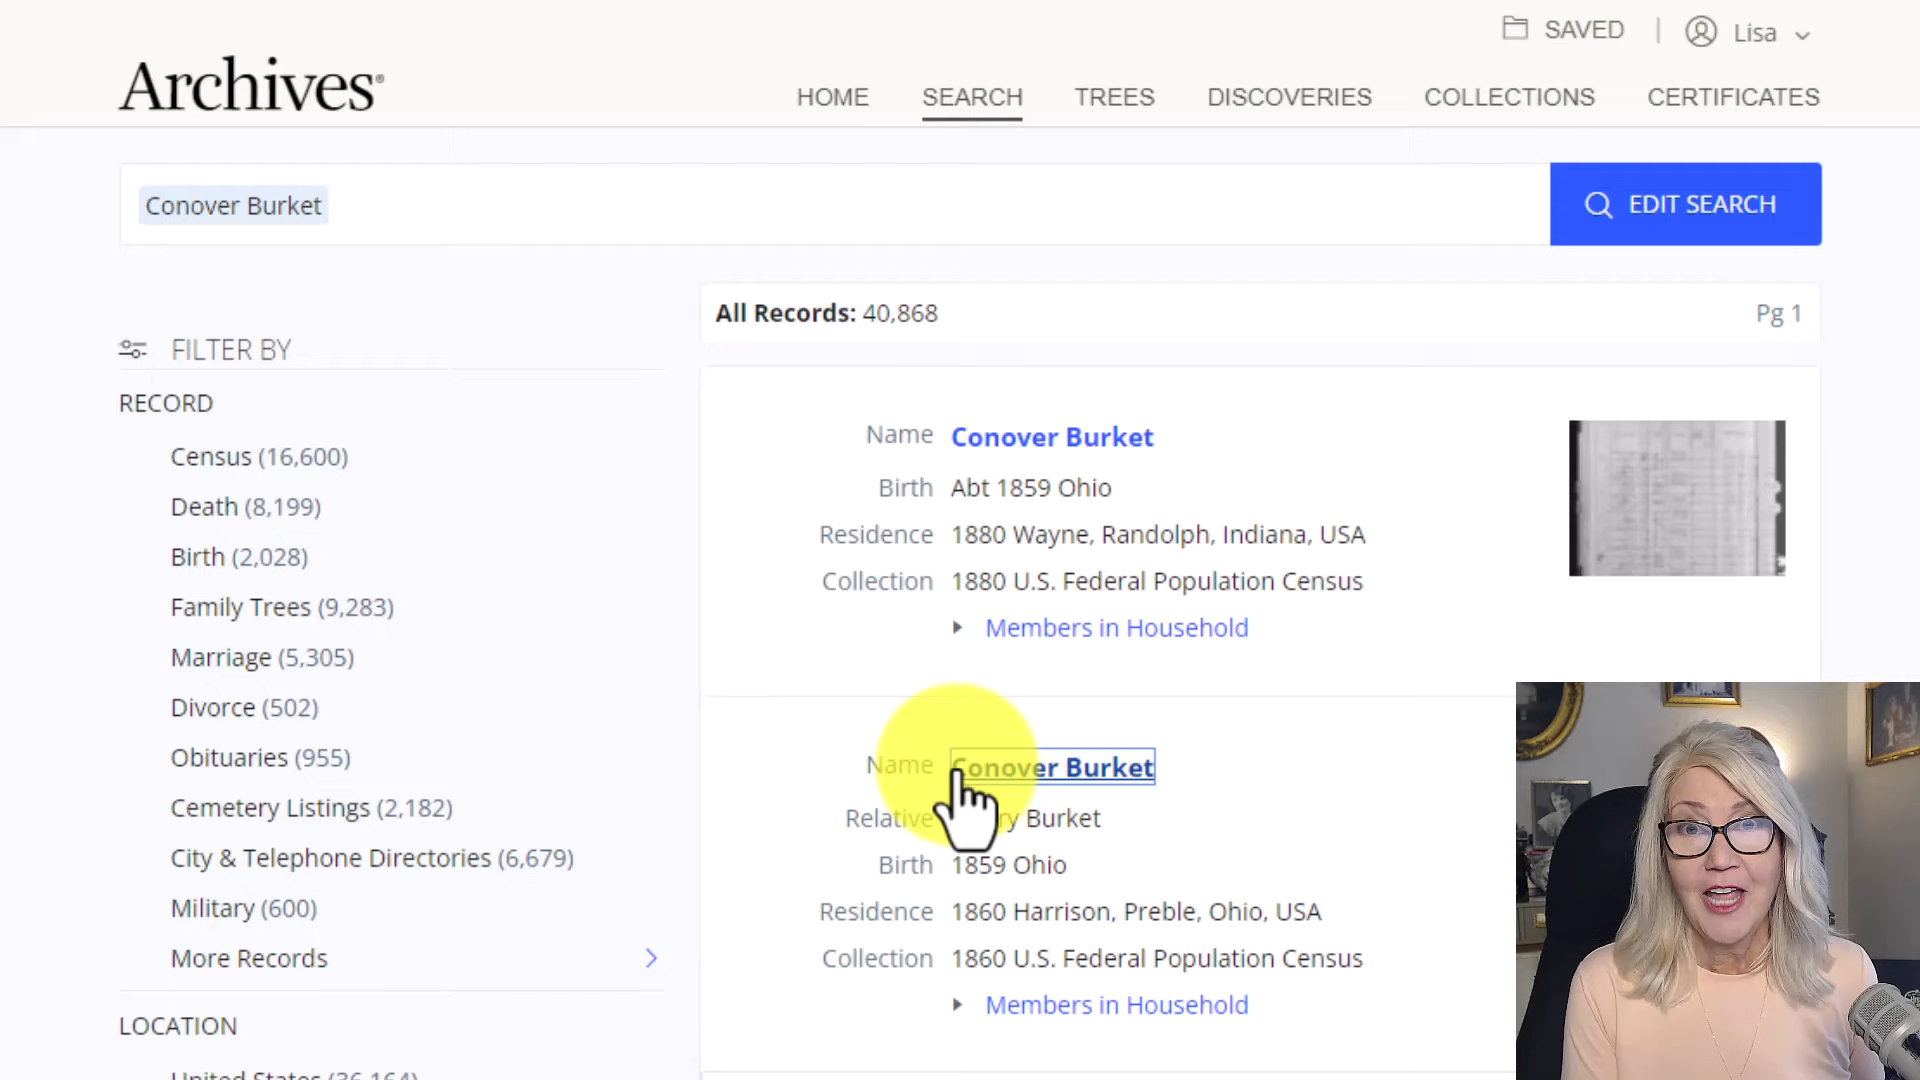 SAVED | Lisa
Archives®
HOME SEARCH TREES DISCOVERIES COLLECTIONS CERTIFICATES
Conover Burket
EDIT SEARCH
All Records: 40,868 Pg 1
FILTER BY
RECORD
Census (16,600)
Death (8,199)
Birth (2,028)
Family Trees (9,283)
Marriage (5,305)
Divorce (502)
Obituaries (955)
Cemetery Listings (2,182)
City & Telephone Directories (6,679)
Military (600)
More Records
LOCATION
United States (36,164)
Name Conover Burket
Birth Abt 1859 Ohio
Residence 1880 Wayne, Randolph, Indiana, USA
Collection 1880 U.S. Federal Population Census
Members in Household
Name Conover Burket
Relative Burket
Birth 1859 Ohio
Residence 1860 Harrison, Preble, Ohio, USA
Collection 1860 U.S. Federal Population Census
Members in Household